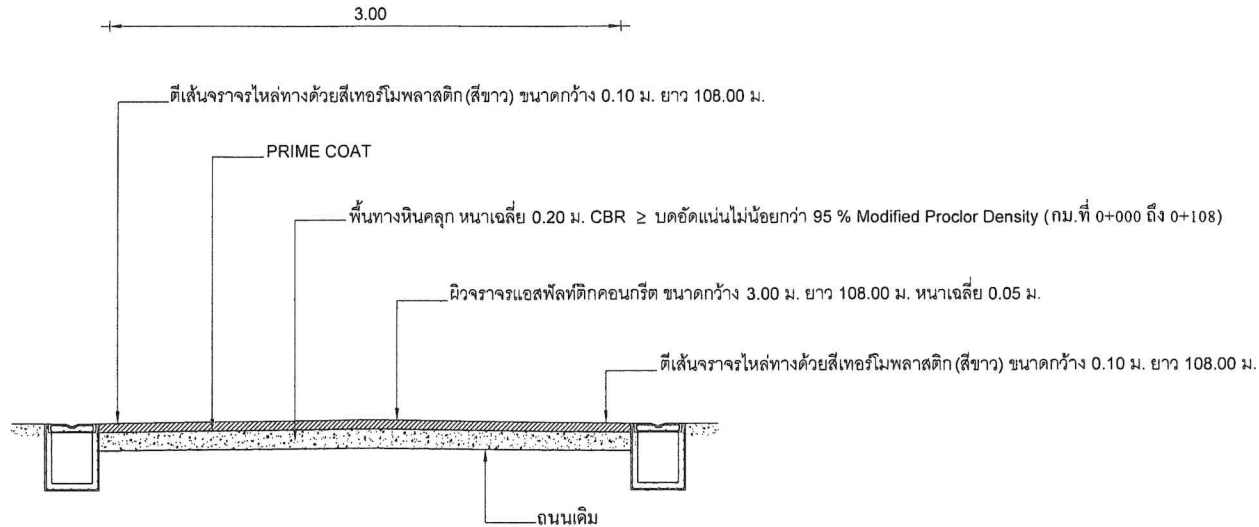 3.00
ตีเส้นจราจรไหล่ทางด้วยสีเทอร์โมพลาสติก (สีขาว) ขนาดกว้าง 0.10 ม. ยาว 108.00 ม.
PRIME COAT
พื้นทางหินคลุก หนาเฉลี่ย 0.20 ม. CBR ≥ บดอัดแน่นไม่น้อยกว่า 95 % Modified Proclor Density (กม.ที่ 0+000 ถึง 0+108)
ผิวจราจรแอสฟัลท์ติกคอนกรีต ขนาดกว้าง 3.00 ม. ยาว 108.00 ม. หนาเฉลี่ย 0.05 ม.
ตีเส้นจราจรไหล่ทางด้วยสีเทอร์โมพลาสติก (สีขาว) ขนาดกว้าง 0.10 ม. ยาว 108.00 ม.
ถนนเดิม